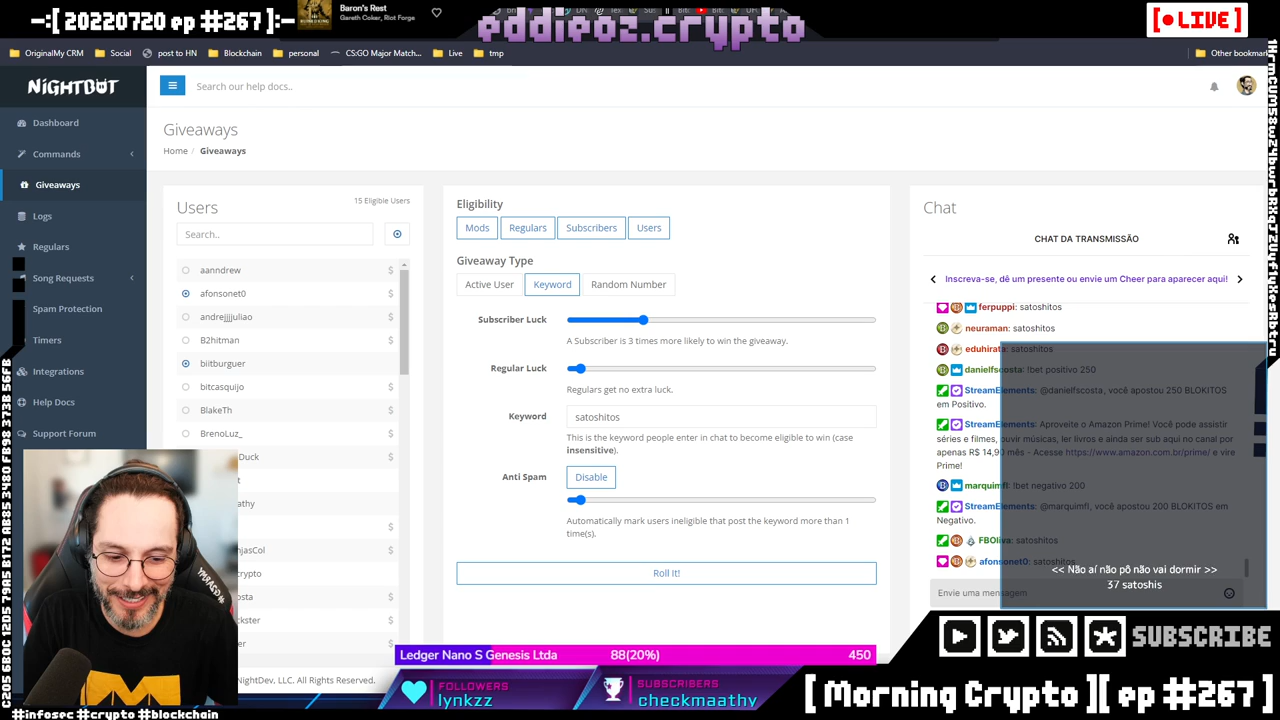 –:[ 20220720 ep #267 ]:–
Baron's Rest
Gareth Coker, Riot Forge
eddieoz.crypto
[ • LIVE ]
OriginalMy CRM
Social
post to HN
Blockchain
personal
CS:GO Major Match...
Live
tmp
Other bookmar
NiGHTBOT
Search our help docs..
Dashboard
Commands
Giveaways
Logs
Regulars
Song Requests
Spam Protection
Timers
Integrations
Help Docs
Support Forum
Giveaways
Home / Giveaways
Users
15 Eligible Users
Search..
aanndrew
$
afonsonet0
$
andrejjjjuliao
$
B2hitman
$
biitburguer
$
bitcasquijo
$
BlakeTh
$
BrenoLuz_
$
Duck
$
$
athy
$
$
njasCol
$
crypto
$
osta
$
ckster
$
er
$
NightDev, LLC. All Rights Reserved.
Eligibility
Mods
Regulars
Subscribers
Users
Giveaway Type
Active User
Keyword
Random Number
Subscriber Luck
A Subscriber is 3 times more likely to win the giveaway.
Regular Luck
Regulars get no extra luck.
Keyword
satoshitos
This is the keyword people enter in chat to become eligible to win (case
insensitive).
Anti Spam
Disable
Automatically mark users ineligible that post the keyword more than 1
time(s).
Roll It!
Chat
CHAT DA TRANSMISSÃO
Inscreva-se, dê um presente ou envie um Cheer para aparecer aqui!
ferpuppi: satoshitos
neuraman: satoshitos
eduhirata: satoshitos
danielfscosta: !bet positivo 250
StreamElements: @danielfscosta, você apostou 250 BLOKITOS
em Positivo.
StreamElements: Aproveite o Amazon Prime! Você pode assistir
séries e filmes, ouvir músicas, ler livros e ainda ser sub aqui no canal por
apenas R$ 14,90 mês - Acesse https://www.amazon.com.br/prime/ e vire
Prime!
marquimfl: !bet negativo 200
StreamElements: @marquimfl, você apostou 200 BLOKITOS em
Negativo.
FBOliva: satoshitos
afonsonet0: satoshitos
<< Não aí não pô não vai dormir >>
37 satoshis
Envie uma mensagem
SUBSCRIBE
Ledger Nano S Genesis Ltda
88(20%)
450
FOLLOWERS
lynkzz
SUBSCRIBERS
checkmaathy
[ Morning Crypto ][ ep #267 ]
#infosec #crypto #blockchain